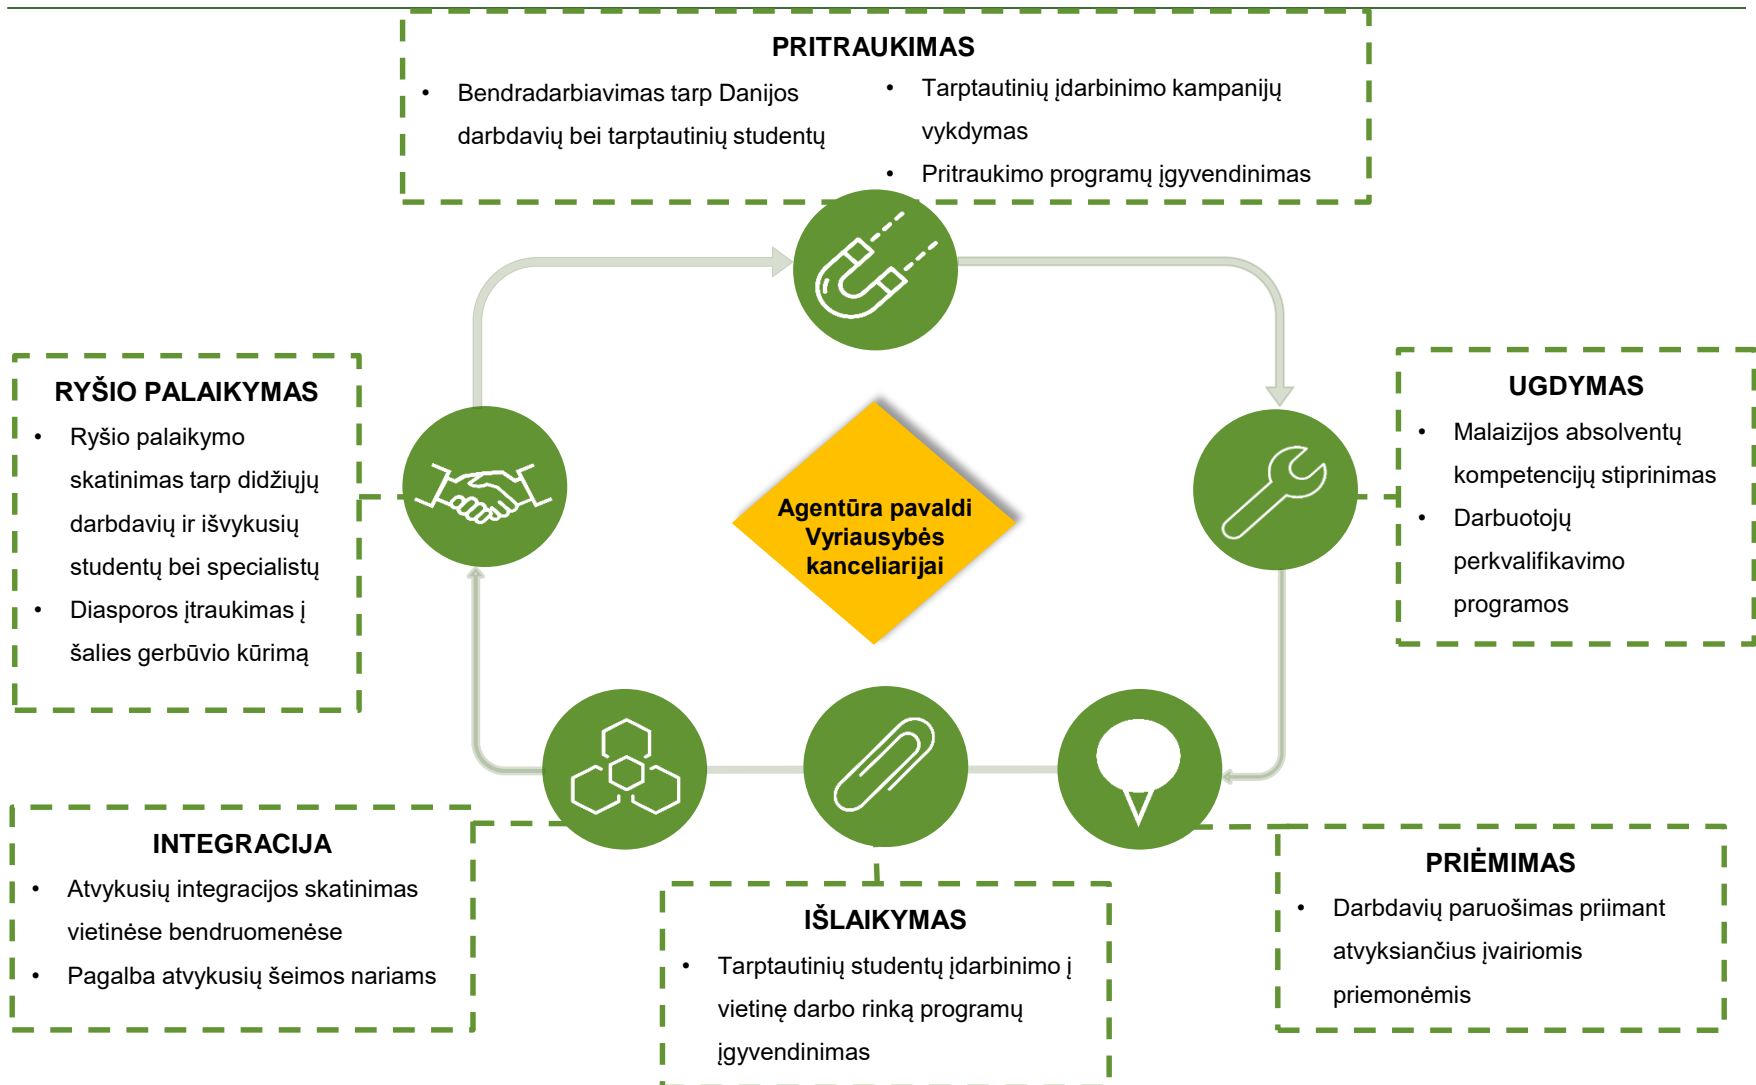 PRITRAUKIMAS
• Bendradarbiavimas tarp Danijos
darbdavių bei tarptautinių studentų
• Tarptautinių įdarbinimo kampanijų
vykdymas
• Pritraukimo programų įgyvendinimas
RYŠIO PALAIKYMAS
• Ryšio palaikymo
skatinimas tarp didžiųjų
darbdavių ir išvykusių
studentų bei specialistų
• Diasporos įtraukimas į
šalies gerbūvio kūrimą
Agentūra pavaldi
Vyriausybės
kanceliarijai
UGDYMAS
• Malaizijos absolventų
kompetencijų stiprinimas
• Darbuotojų
perkvalifikavimo
programos
INTEGRACIJA
• Atvykusių integracijos skatinimas
vietinėse bendruomenėse
• Pagalba atvykusių šeimos nariams
IŠLAIKYMAS
• Tarptautinių studentų įdarbinimo į
vietinę darbo rinką programų
įgyvendinimas
PRIĖMIMAS
• Darbdavių paruošimas priimant
atvyksiančius įvairiomis
priemonėmis